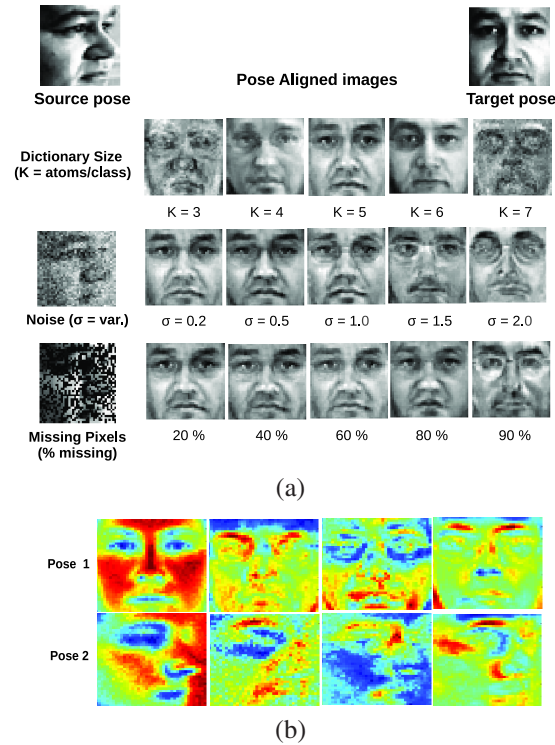 Source pose
Pose Aligned images
Target pose
Dictionary Size
(K = atoms/class)
K = 3 K = 4 K = 5 K = 6 K = 7
Noise (σ = var.)
σ = 0.2 σ = 0.5 σ = 1.0 σ = 1.5 σ = 2.0
Missing Pixels
(% missing)
20 % 40 % 60 % 80 % 90 %
(a)
Pose 1
Pose 2
(b)